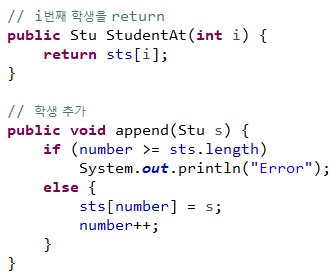 // i번째 학생을 return
public Stu StudentAt(int i) {
    return sts[i];
}

// 학생 추가
public void append(Stu s) {
    if (number >= sts.length)
        System.out.println("Error");
    else {
        sts[number] = s;
        number++;
    }
}